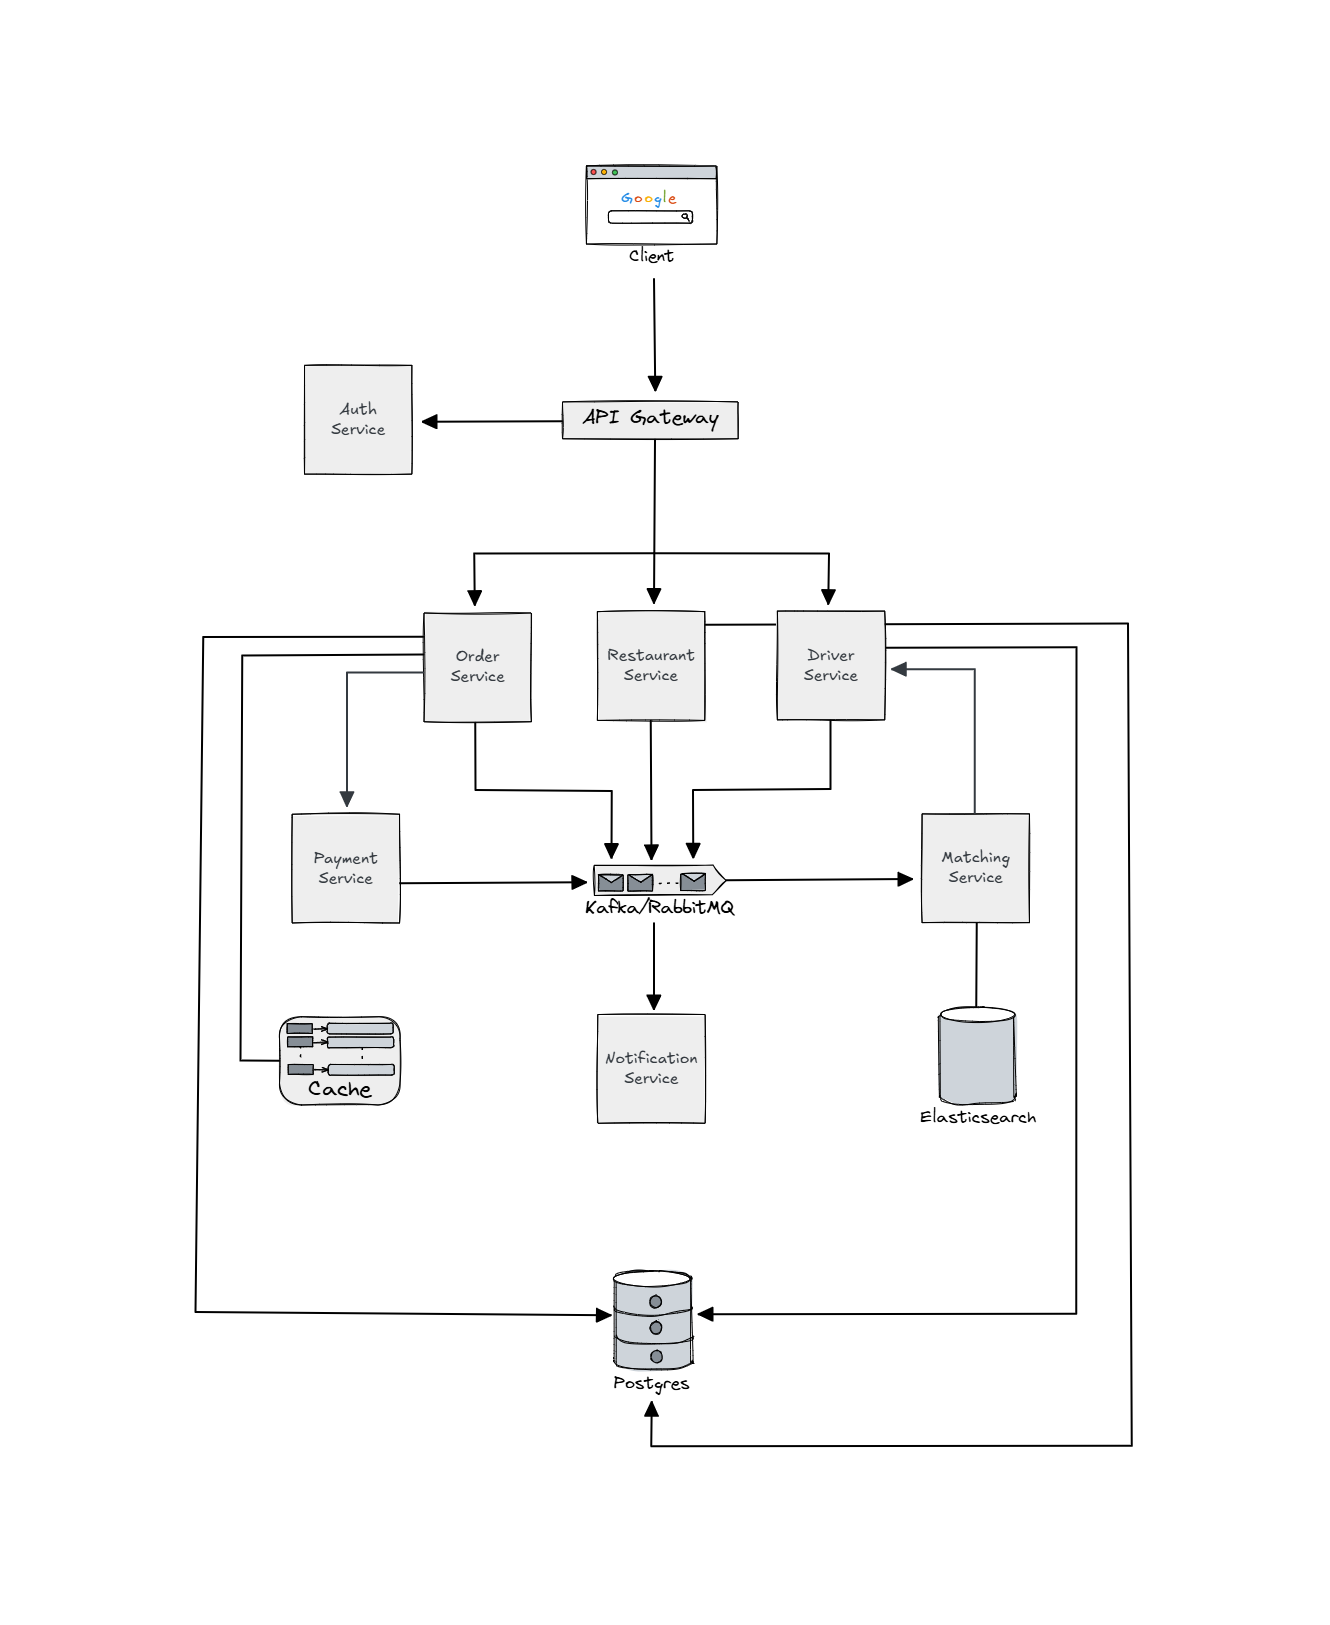 Google
Client
Auth
Service
API Gateway
Order
Service
Restaurant
Service
Driver
Service
Payment
Service
Matching
Service
Kafka/RabbitMQ
Notification
Service
Cache
Elasticsearch
Postgres